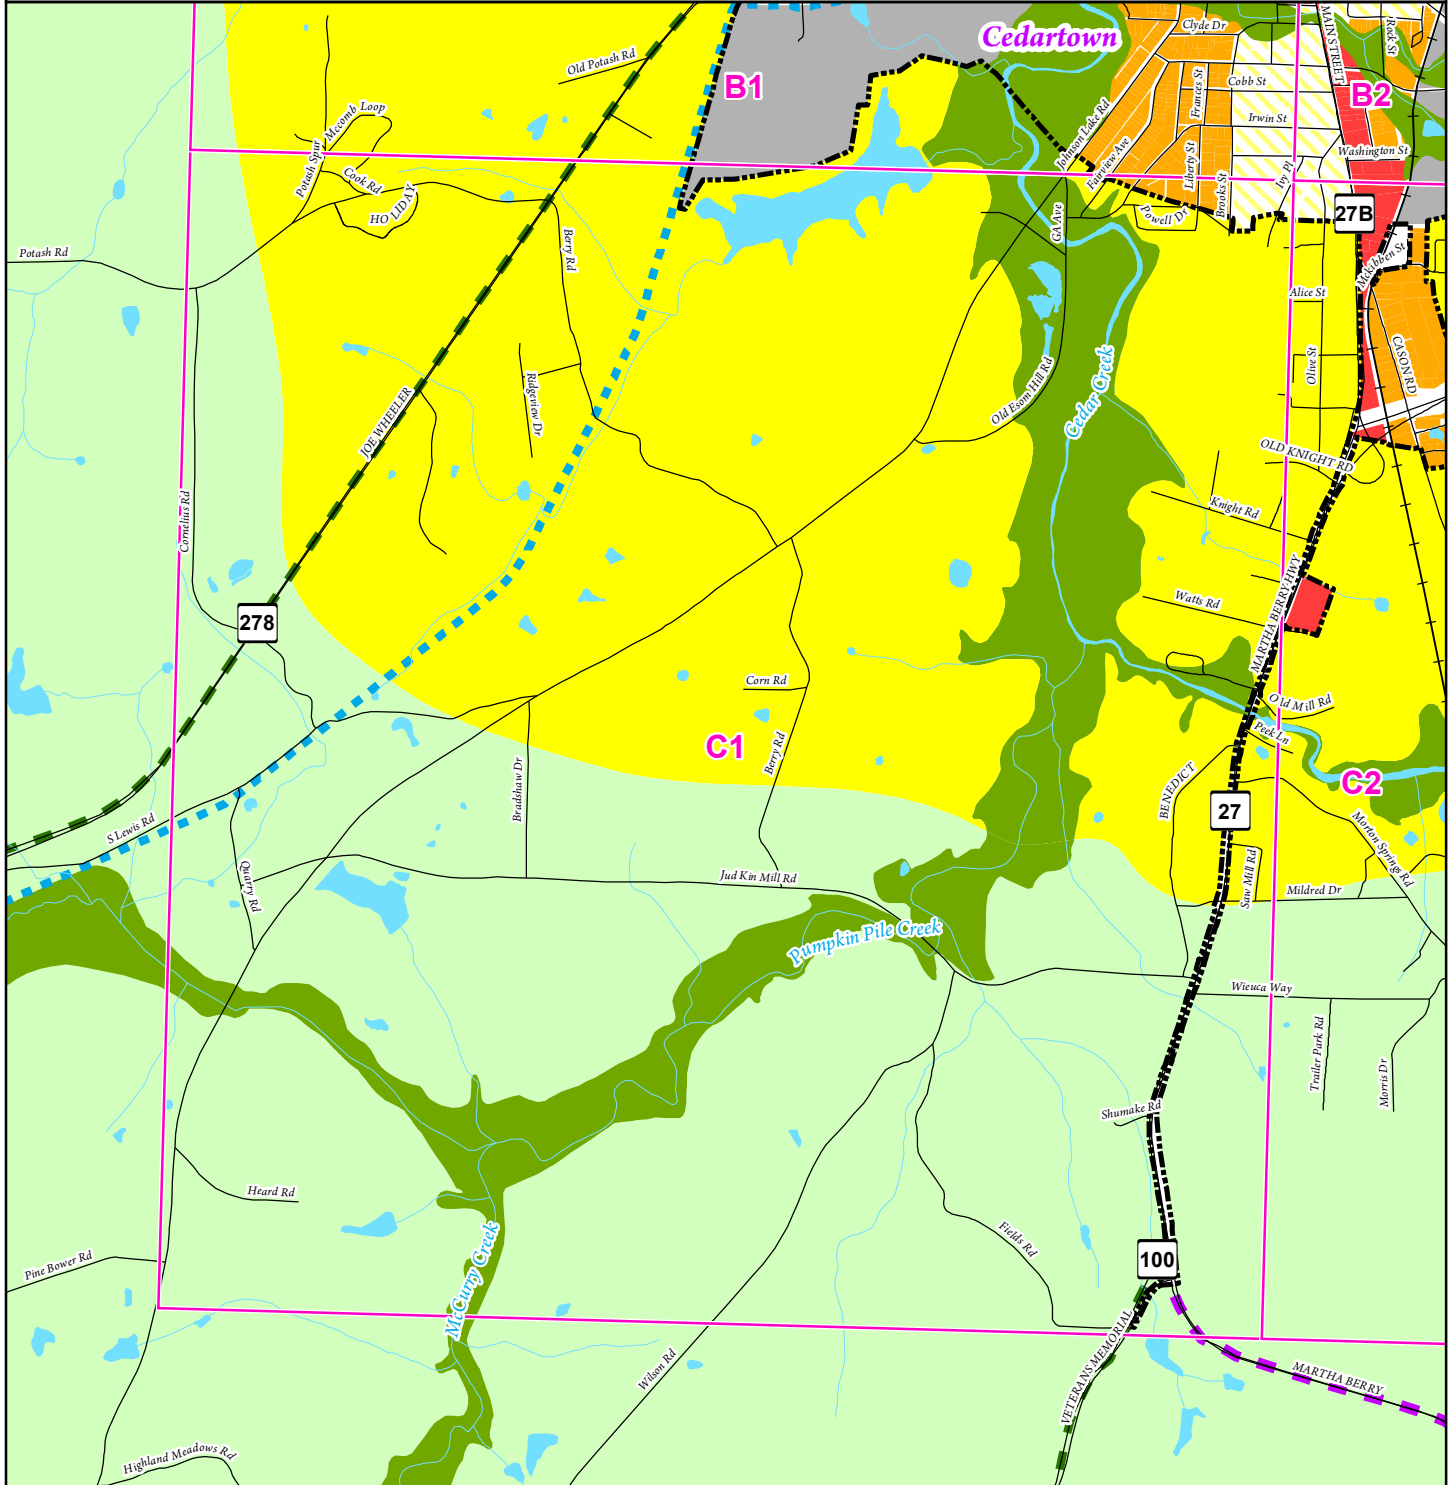 Cedartown
Clyde Dr
MAIN STREET
Rock St
Old Potash Rd
B1
Cobb St
Frances St
B2
Mccomb Loop
Johnson Lake Rd
Irwin St
Washington St
Potash Spur
Cook Rd
Fairview Ave
Liberty St
Brooks St
Ivy Pl
HOLIDAY
GA Ave
Powell Dr
27B
Berry Rd
Potash Rd
Mckibben St
Alice St
Olive St
CASON RD
JOE WHEELER
Ridgeview Dr
Old Esom Hill Rd
Cedar Creek
OLD KNIGHT RD
Cornelius Rd
Knight Rd
278
MARTHA BERRY HWY
Watts Rd
Corn Rd
Old Mill Rd
Peek Ln
C1
Berry Rd
Bradshaw Dr
BENEDICT
C2
27
S Lewis Rd
Morton Springs Rd
Quarry Rd
Jud Kin Mill Rd
Saw Mill Rd
Mildred Dr
Pumpkin Pile Creek
Wieuca Way
Trailer Park Rd
Morris Dr
Shumake Rd
Heard Rd
Fields Rd
Pine Bower Rd
100
McCurry Creek
VETERANS MEMORIAL
Wilson Rd
MARTHA BERRY
Highland Meadows Rd